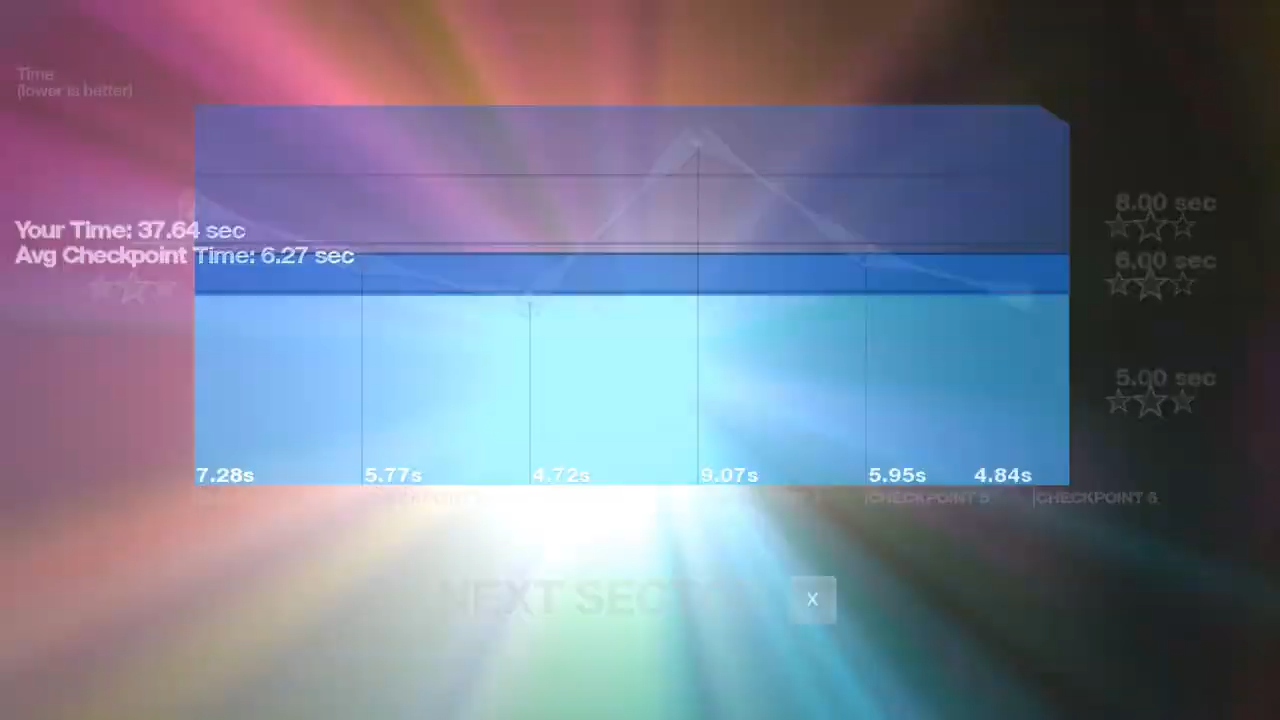 Time
(lower is better)
8.00 sec
Your Time: 37.64 sec
Avg Checkpoint Time: 6.27 sec
6.00 sec
5.00 sec
7.28s
5.77s
4.72s
9.07s
5.95s
4.84s
CHECKPOINT 5
CHECKPOINT 6
X